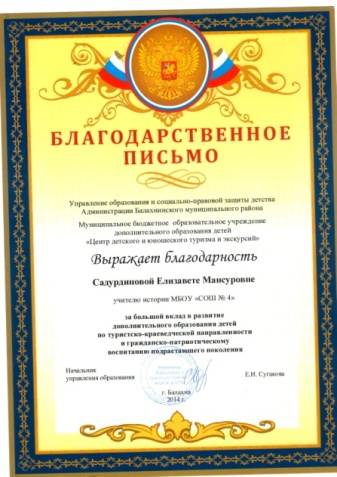 БЛАГОДАРСТВЕННОЕ
ПИСЬМО
Управление образования и социально-правовой защиты детства
Администрации Балахнинского муниципального района
Муниципальное бюджетное образовательное учреждение
дополнительного образования детей
«Центр детского и юношеского туризма и экскурсий»
Выражает благодарность
Садурдиновой Елизавете Мансуровне
учителю истории МБОУ «СОШ № 4»
за большой вклад в развитие
дополнительного образования детей
по туристско-краеведческой направленности
и гражданско-патриотическому
воспитанию подрастающего поколения
Начальник
управления образования
Е.И.
г. Балахна
2014 г.